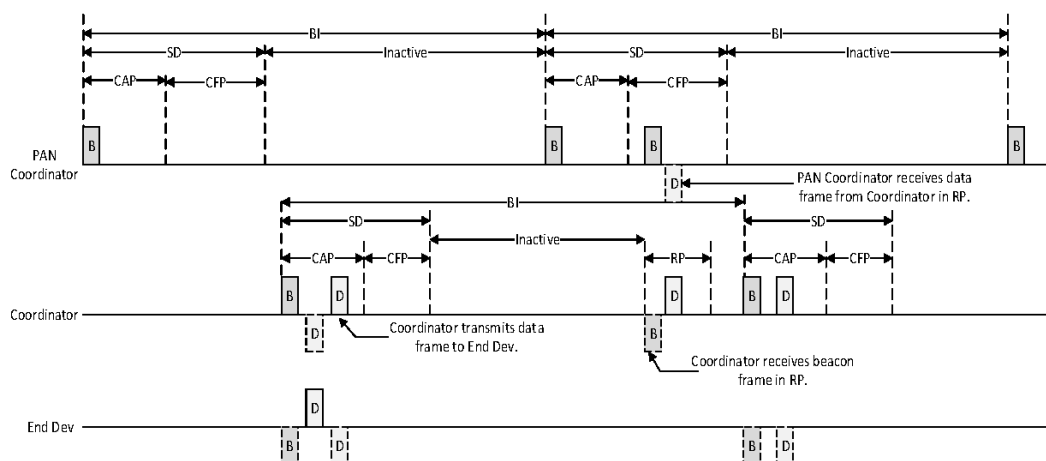 BI
BI
SD
Inactive
SD
Inactive
CAP
CFP
CAP
CFP
B
B
B
B
PAN
Coordinator
D
PAN Coordinator receives data
frame from Coordinator in RP.
BI
SD
SD
Inactive
CAP
CFP
RP
CAP
CFP
B
D
D
B
D
Coordinator
D
Coordinator transmits data
frame to End Dev.
B
Coordinator receives beacon
frame in RP.
D
End Dev
B
D
B
D